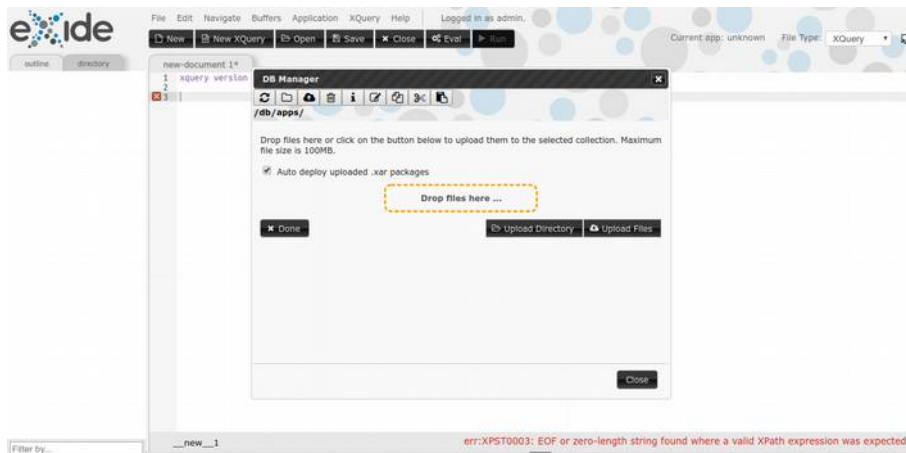 eXide
File Edit Navigate Buffers Application XQuery Help Logged in as admin.
New New XQuery Open Save Close Eval Run
Current app: unknown File Type: XQuery
outline directory
new-document 1*
1 xquery version
2
3
DB Manager
/db/apps/
Drop files here or click on the button below to upload them to the selected collection. Maximum
file size is 100MB.
Auto deploy uploaded .xar packages
Drop files here ...
Done Upload Directory Upload Files
Close
__new__1 err:XPST0003: EOF or zero-length string found where a valid XPath expression was expected
Filter by...